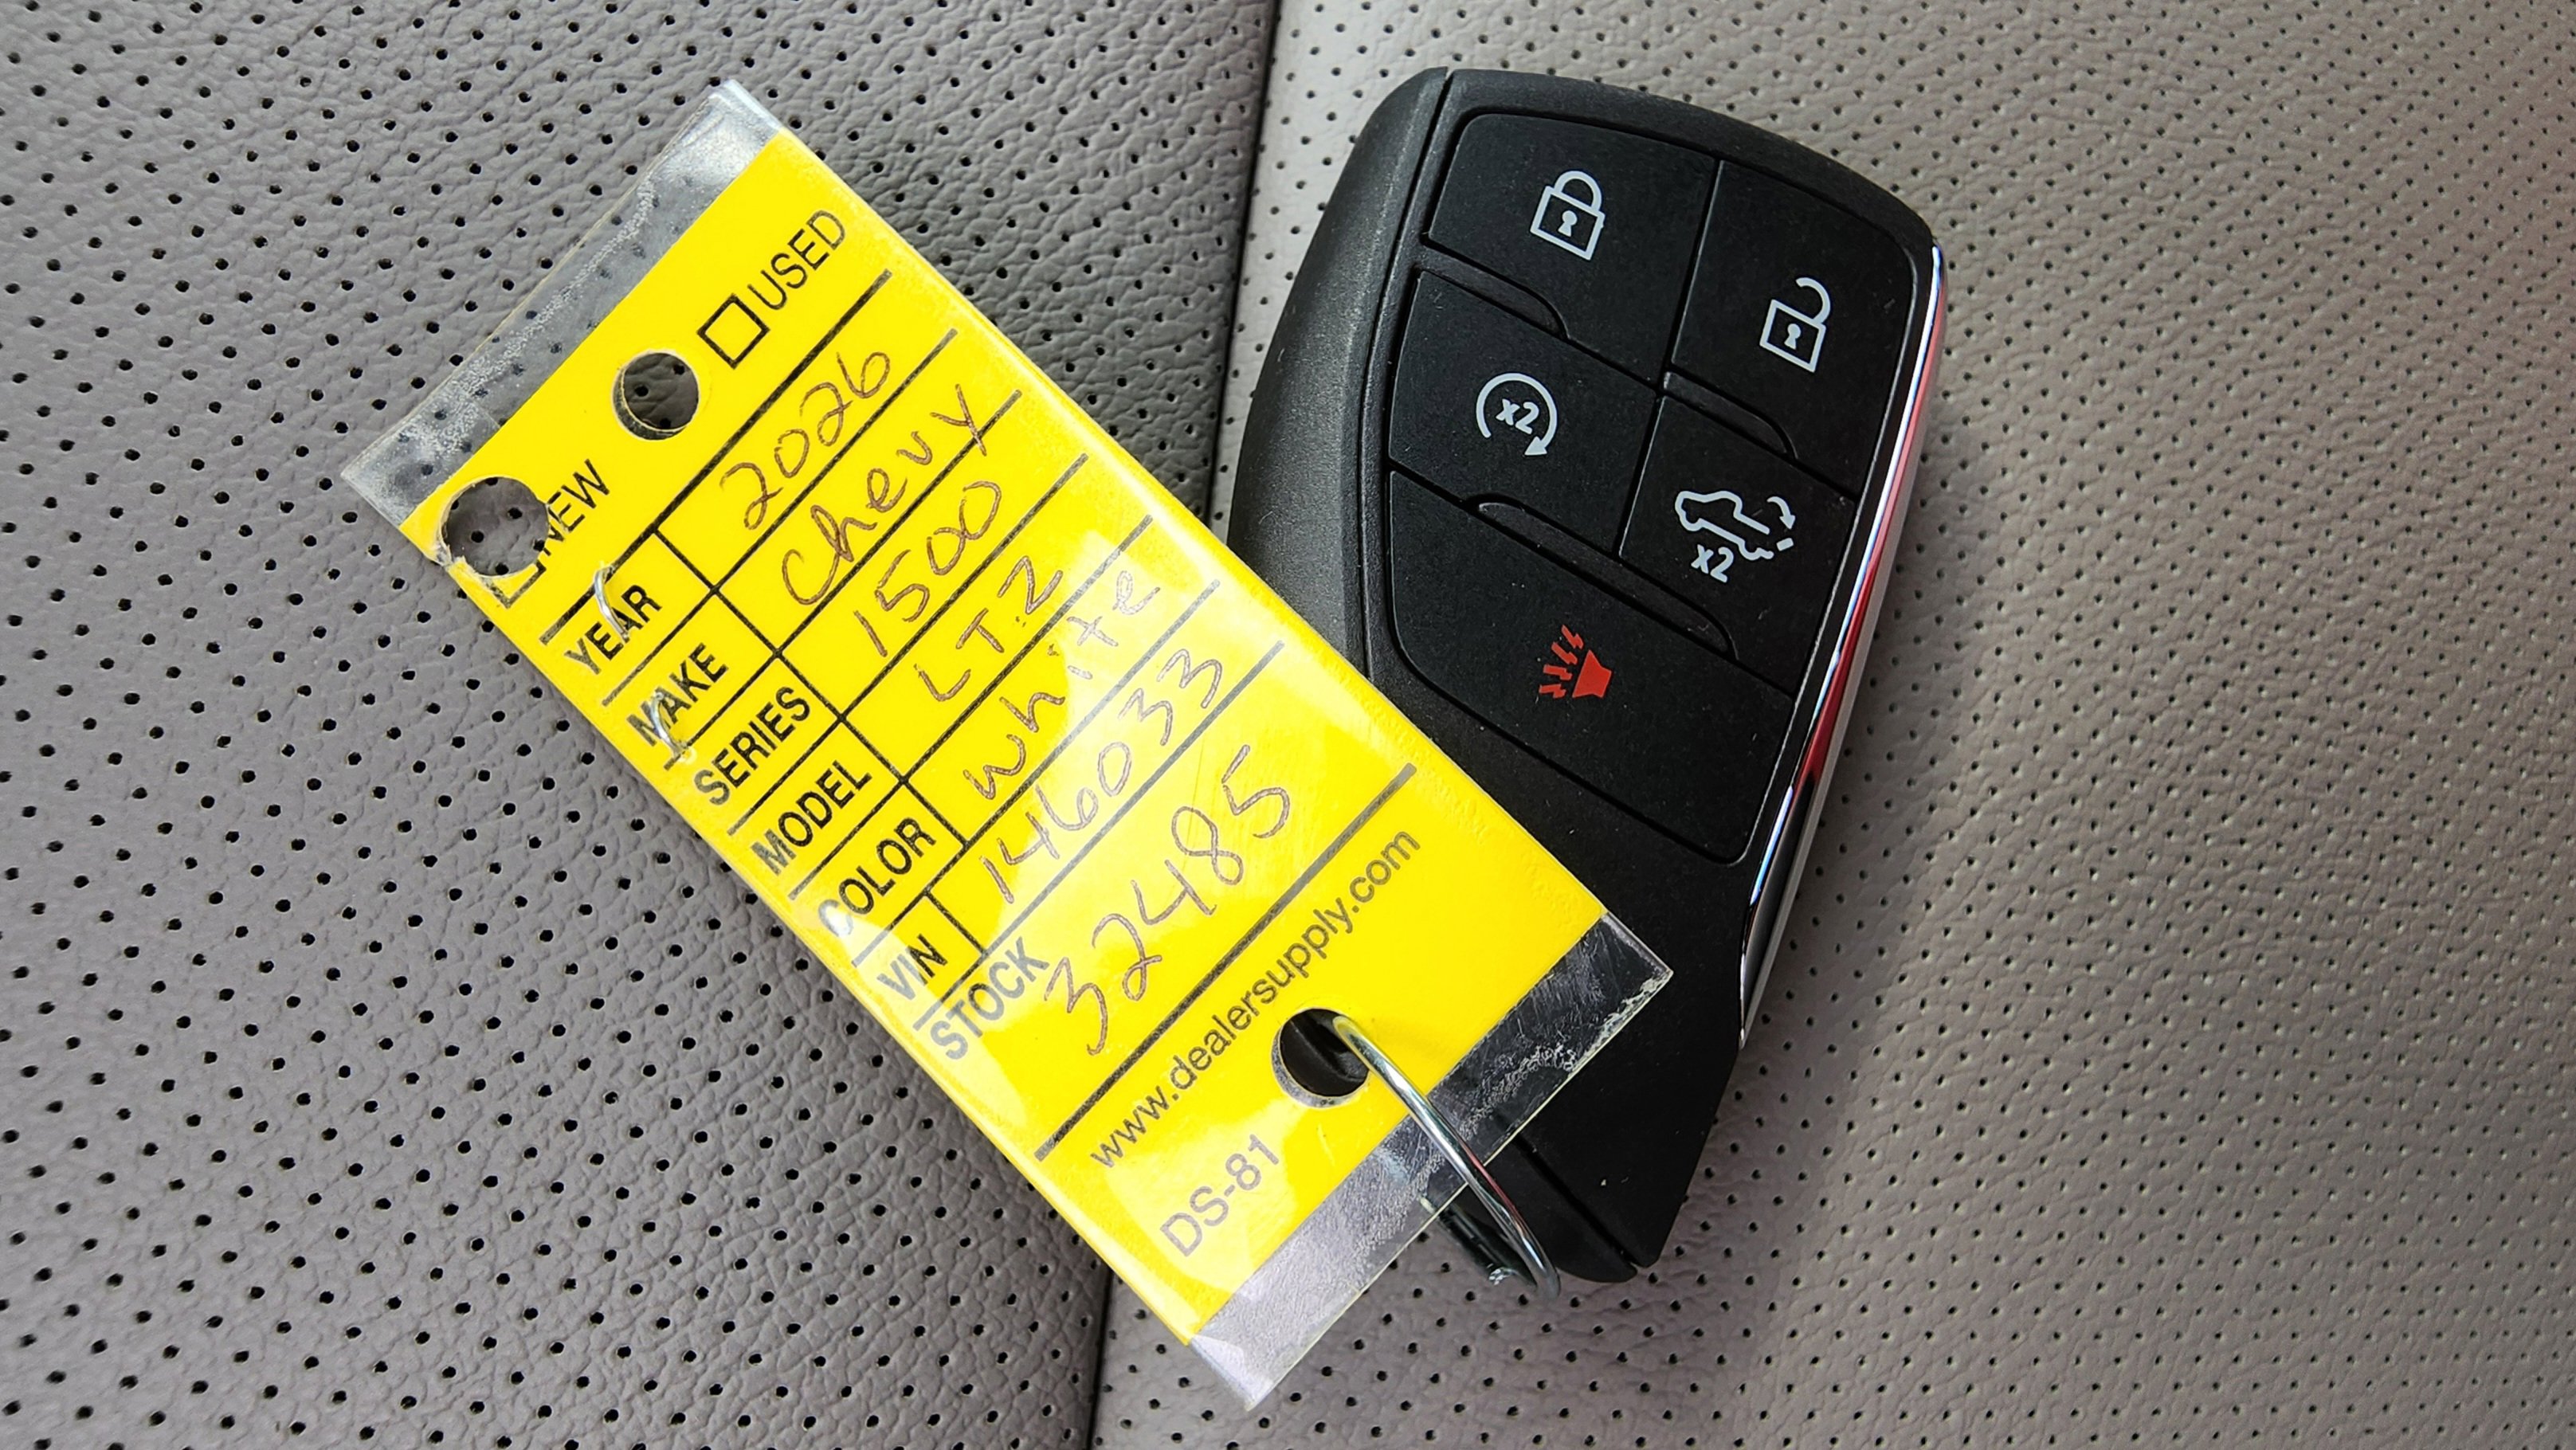 NEW USED
YEAR 2026
MAKE Chevy
SERIES 1500
MODEL LTZ
COLOR white
VIN 146033
STOCK 32485
www.dealersupply.com
DS-81
x2
x2